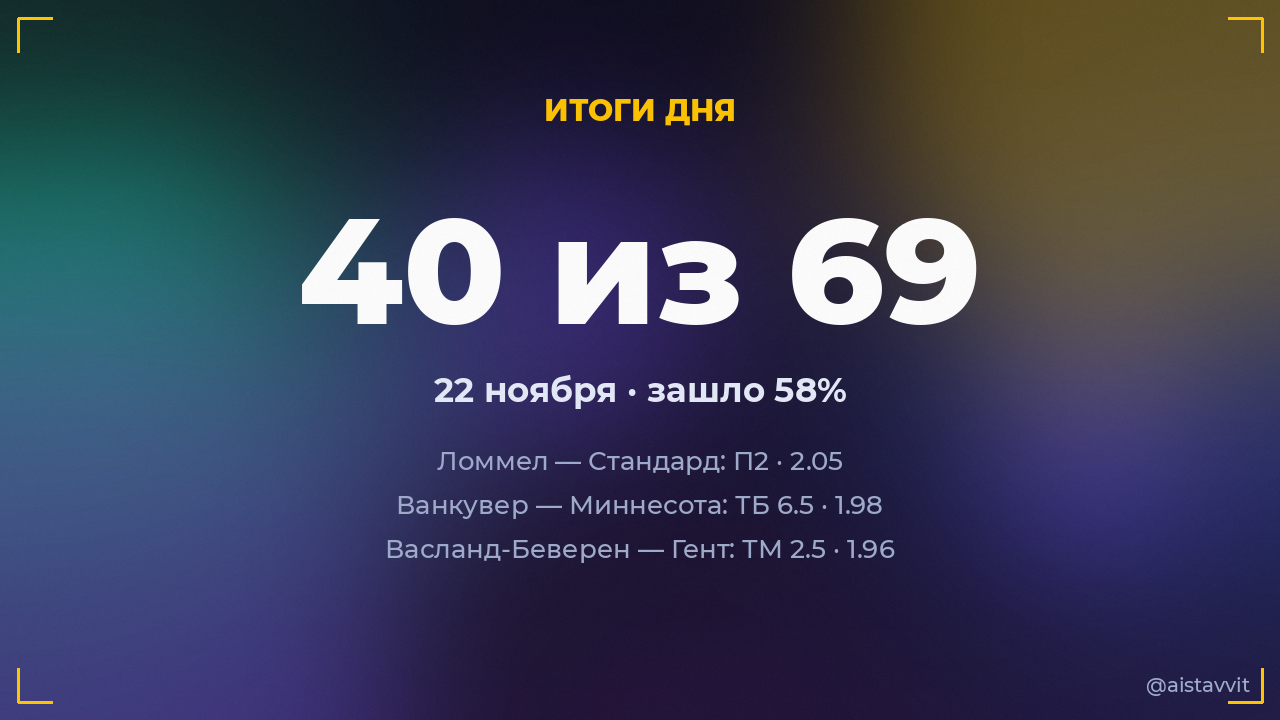 ИТОГИ ДНЯ
40 из 69
22 ноября · зашло 58%
Ломмел — Стандард: П2 · 2.05
Ванкувер — Миннесота: ТБ 6.5 · 1.98
Васланд-Беверен — Гент: ТМ 2.5 · 1.96
@aistavvit